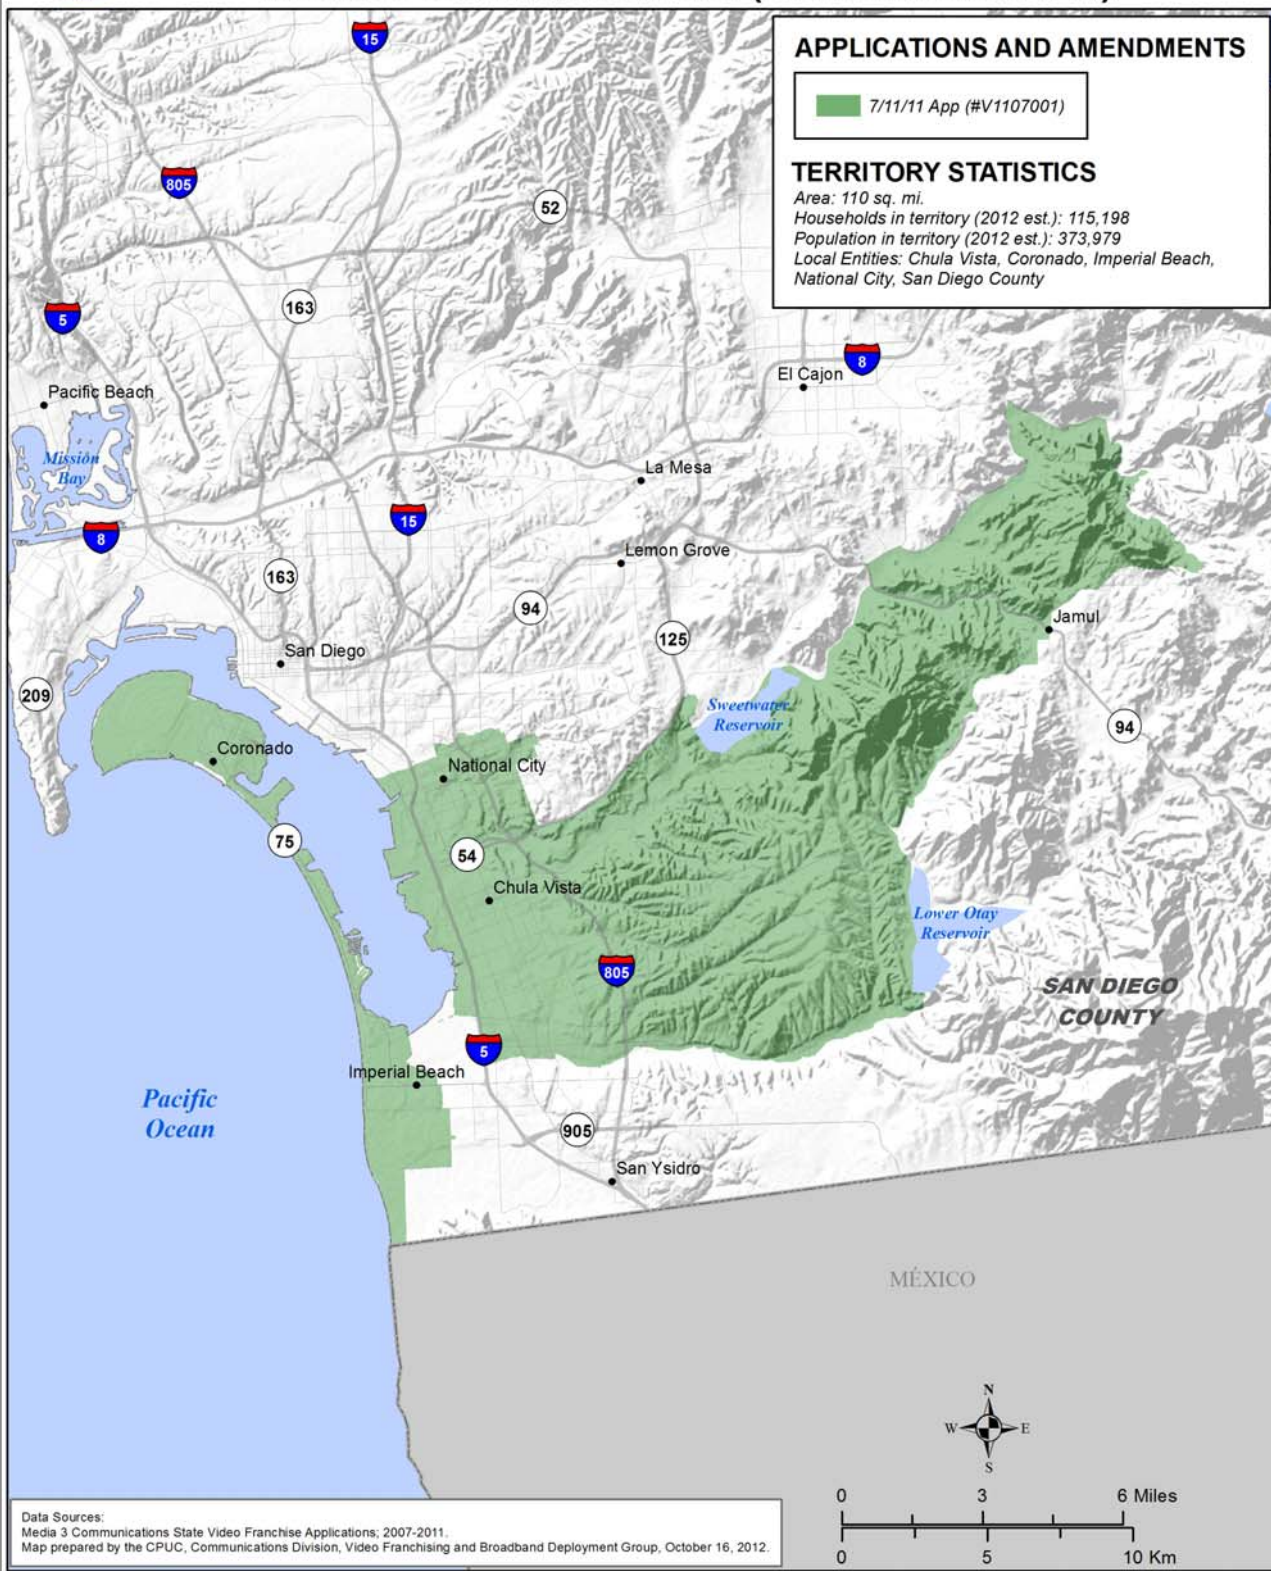 APPLICATIONS AND AMENDMENTS
7/11/11 App (#V1107001)
TERRITORY STATISTICS
Area: 110 sq. mi.
Households in territory (2012 est.): 115,198
Population in territory (2012 est.): 373,979
Local Entities: Chula Vista, Coronado, Imperial Beach,
National City, San Diego County
15
805
52
163
5
8
El Cajon
Pacific Beach
Mission
Bay
La Mesa
15
8
Lemon Grove
163
94
Jamul
125
San Diego
209
Sweetwater
Reservoir
94
Coronado
National City
75
54
Chula Vista
Lower Otay
Reservoir
805
SAN DIEGO
COUNTY
5
Imperial Beach
Pacific
Ocean
905
San Ysidro
MÉXICO
N
W E
S
0 3 6 Miles
0 5 10 Km
Data Sources:
Media 3 Communications State Video Franchise Applications; 2007-2011.
Map prepared by the CPUC, Communications Division, Video Franchising and Broadband Deployment Group, October 16, 2012.